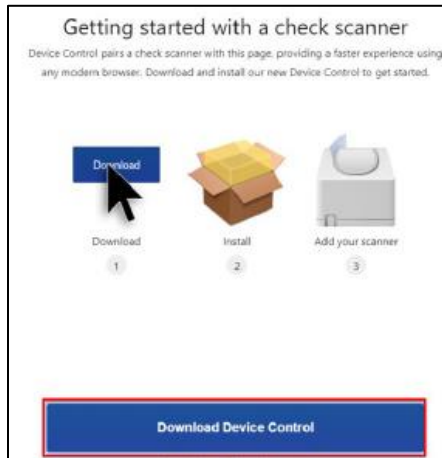 Getting started with a check scanner
Device Control pairs a check scanner with this page, providing a faster experience using
any modern browser. Download and install our new Device Control to get started.
Download
Download
Install
Add your scanner
1
2
3
Download Device Control